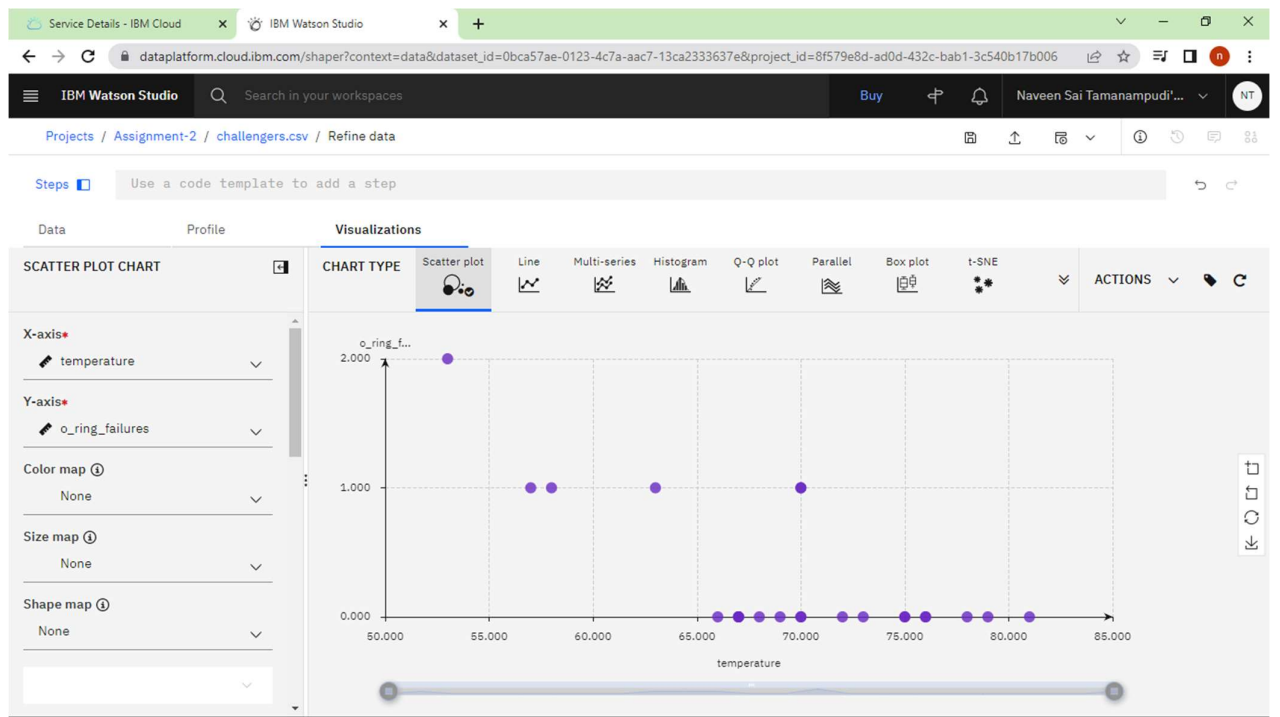 Service Details - IBM Cloud
IBM Watson Studio
dataplatform.cloud.ibm.com/shaper?context=data&dataset_id=0bca57ae-0123-4c7a-aac7-13ca2333637e&project_id=8f579e8d-ad0d-432c-bab1-3c540b17b006
n
IBM Watson Studio
Search in your workspaces
Buy
Naveen Sai Tamanampudi'...
NT
Projects / Assignment-2 / challengers.csv / Refine data
Steps
Use a code template to add a step
Data
Profile
Visualizations
SCATTER PLOT CHART
CHART TYPE
Scatter plot
Line
Multi-series
Histogram
Q-Q plot
Parallel
Box plot
t-SNE
ACTIONS
X-axis*
temperature
Y-axis*
o_ring_failures
Color map
None
Size map
None
Shape map
None
o_ring_f...
2.000
1.000
0.000
50.000 55.000 60.000 65.000 70.000 75.000 80.000 85.000
temperature